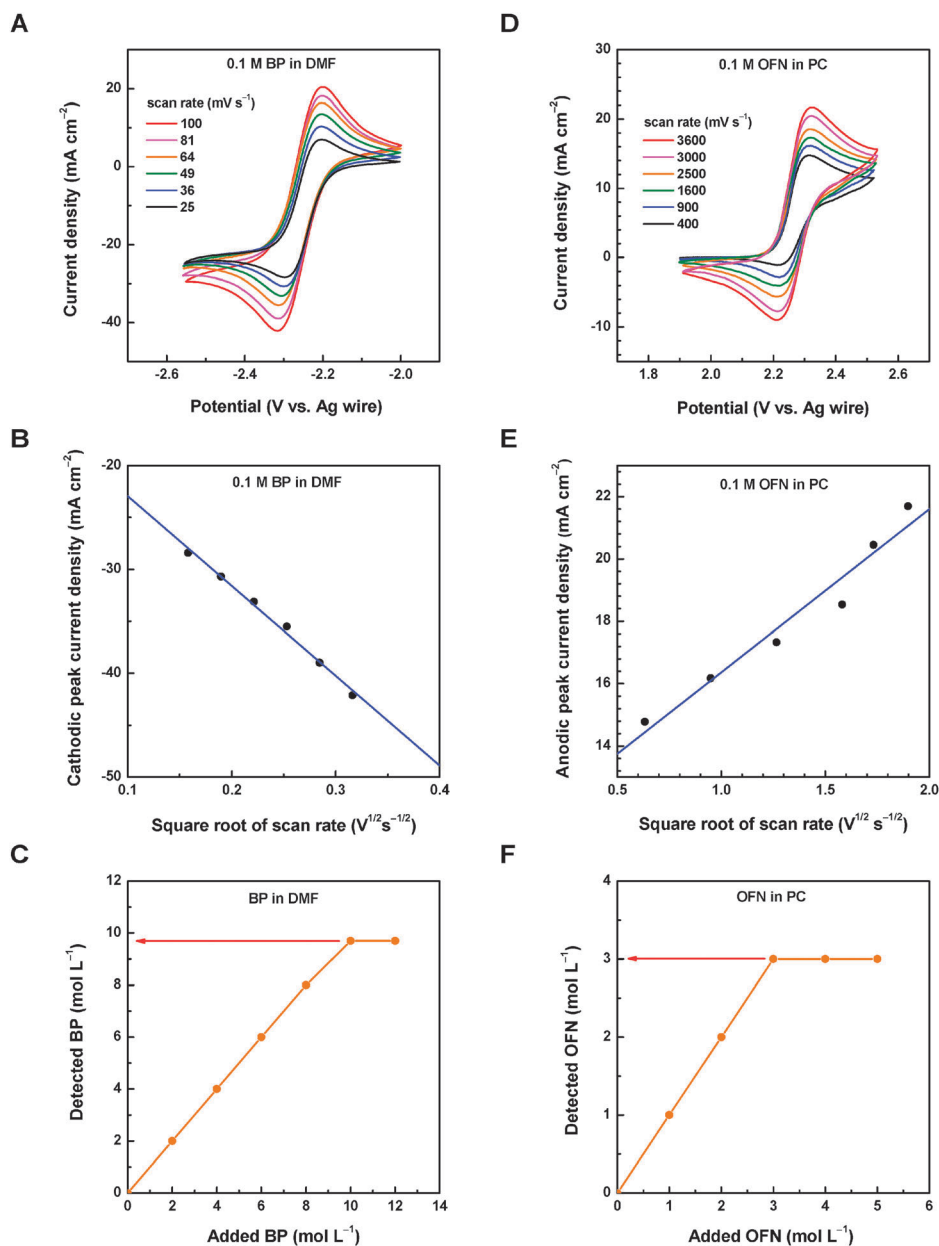 A
0.1 M BP in DMF
scan rate (mV s⁻¹)
100
81
64
49
36
25
20
0
-20
-40
-2.6
-2.4
-2.2
-2.0
Current density (mA cm⁻²)
Potential (V vs. Ag wire)
D
0.1 M OFN in PC
scan rate (mV s⁻¹)
3600
3000
2500
1600
900
400
30
20
10
0
-10
1.8
2.0
2.2
2.4
2.6
Current density (mA cm⁻²)
Potential (V vs. Ag wire)
B
0.1 M BP in DMF
-20
-30
-40
-50
0.1
0.2
0.3
0.4
Cathodic peak current density (mA cm⁻²)
Square root of scan rate (V¹/²s⁻¹/²)
E
0.1 M OFN in PC
22
20
18
16
14
0.5
1.0
1.5
2.0
Anodic peak current density (mA cm⁻²)
Square root of scan rate (V¹/² s⁻¹/²)
C
BP in DMF
12
10
8
6
4
2
0
0
2
4
6
8
10
12
14
Detected BP (mol L⁻¹)
Added BP (mol L⁻¹)
F
OFN in PC
4
3
2
1
0
0
1
2
3
4
5
6
Detected OFN (mol L⁻¹)
Added OFN (mol L⁻¹)